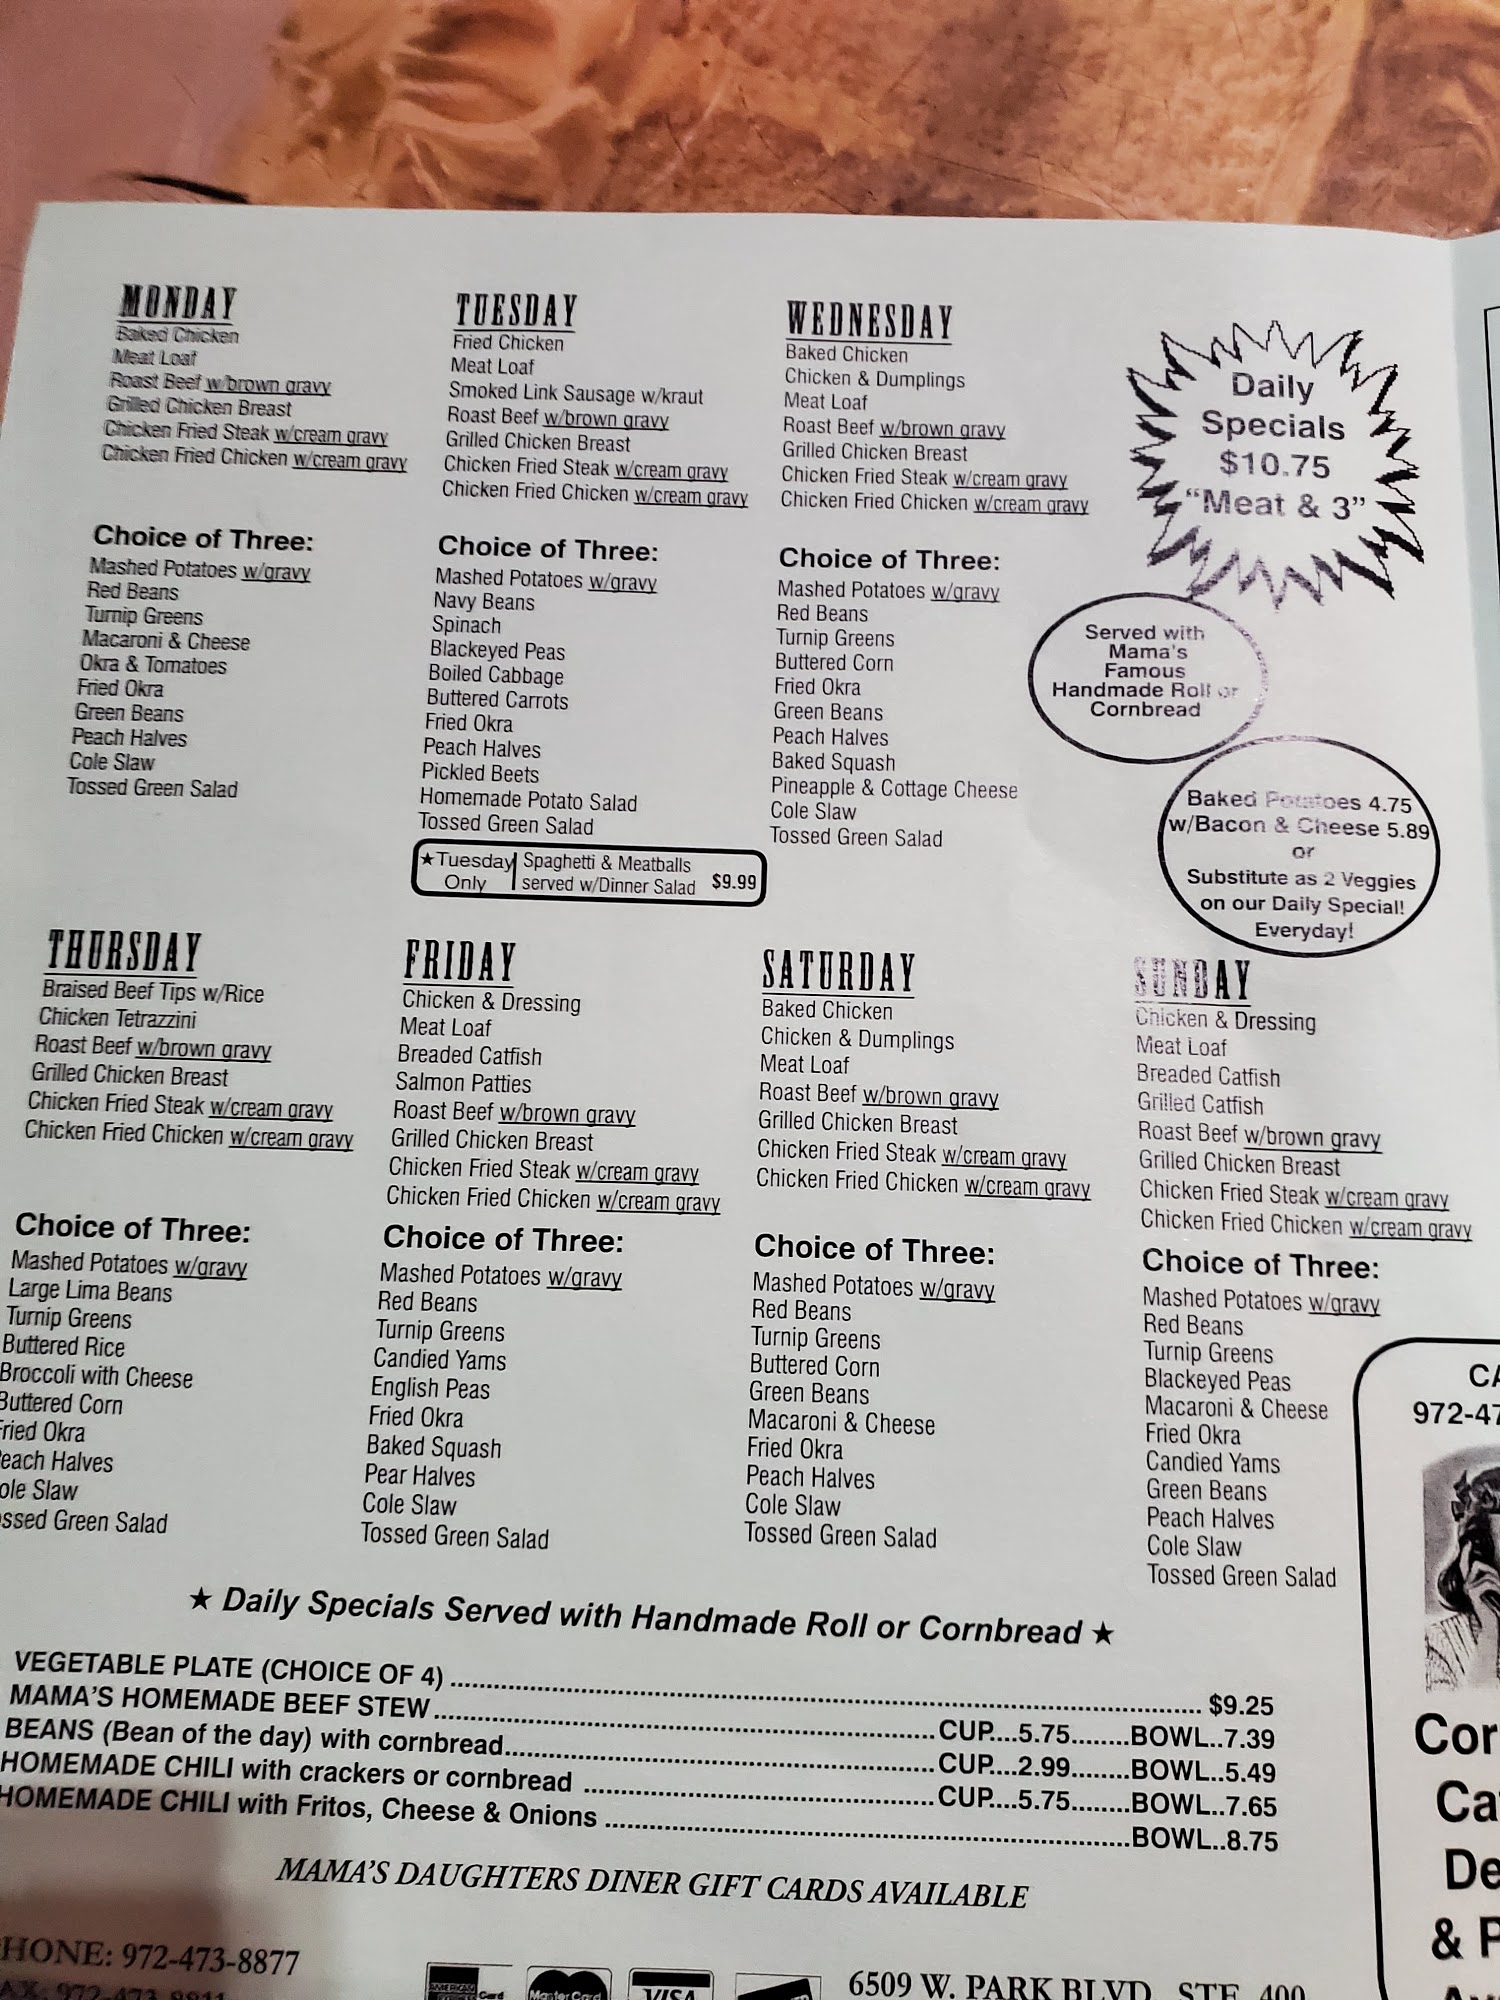 MONDAY
Baked Chicken
Meat Loaf
Roast Beef w/brown gravy
Grilled Chicken Breast
Chicken Fried Steak w/cream gravy
Chicken Fried Chicken w/cream gravy
Choice of Three:
Mashed Potatoes w/gravy
Red Beans
Turnip Greens
Macaroni & Cheese
Okra & Tomatoes
Fried Okra
Green Beans
Peach Halves
Cole Slaw
Tossed Green Salad
TUESDAY
Fried Chicken
Meat Loaf
Smoked Link Sausage w/kraut
Roast Beef w/brown gravy
Grilled Chicken Breast
Chicken Fried Steak w/cream gravy
Chicken Fried Chicken w/cream gravy
Choice of Three:
Mashed Potatoes w/gravy
Navy Beans
Spinach
Blackeyed Peas
Boiled Cabbage
Buttered Carrots
Fried Okra
Peach Halves
Pickled Beets
Homemade Potato Salad
Tossed Green Salad
★Tuesday Only
Spaghetti & Meatballs
served w/Dinner Salad $9.99
WEDNESDAY
Baked Chicken
Chicken & Dumplings
Meat Loaf
Roast Beef w/brown gravy
Grilled Chicken Breast
Chicken Fried Steak w/cream gravy
Chicken Fried Chicken w/cream gravy
Choice of Three:
Mashed Potatoes w/gravy
Red Beans
Turnip Greens
Buttered Corn
Fried Okra
Green Beans
Peach Halves
Baked Squash
Pineapple & Cottage Cheese
Cole Slaw
Tossed Green Salad
Daily
Specials
$10.75
"Meat & 3"
Served with
Mama's
Famous
Handmade Roll or
Cornbread
Baked Potatoes 4.75
w/Bacon & Cheese 5.89
or
Substitute as 2 Veggies
on our Daily Special!
Everyday!
THURSDAY
Braised Beef Tips w/Rice
Chicken Tetrazzini
Roast Beef w/brown gravy
Grilled Chicken Breast
Chicken Fried Steak w/cream gravy
Chicken Fried Chicken w/cream gravy
Choice of Three:
Mashed Potatoes w/gravy
Large Lima Beans
Turnip Greens
Buttered Rice
Broccoli with Cheese
Buttered Corn
Fried Okra
each Halves
ole Slaw
ssed Green Salad
FRIDAY
Chicken & Dressing
Meat Loaf
Breaded Catfish
Salmon Patties
Roast Beef w/brown gravy
Grilled Chicken Breast
Chicken Fried Steak w/cream gravy
Chicken Fried Chicken w/cream gravy
Choice of Three:
Mashed Potatoes w/gravy
Red Beans
Turnip Greens
Candied Yams
English Peas
Fried Okra
Baked Squash
Pear Halves
Cole Slaw
Tossed Green Salad
SATURDAY
Baked Chicken
Chicken & Dumplings
Meat Loaf
Roast Beef w/brown gravy
Grilled Chicken Breast
Chicken Fried Steak w/cream gravy
Chicken Fried Chicken w/cream gravy
Choice of Three:
Mashed Potatoes w/gravy
Red Beans
Turnip Greens
Buttered Corn
Green Beans
Macaroni & Cheese
Fried Okra
Peach Halves
Cole Slaw
Tossed Green Salad
SUNDAY
Chicken & Dressing
Meat Loaf
Breaded Catfish
Grilled Catfish
Roast Beef w/brown gravy
Grilled Chicken Breast
Chicken Fried Steak w/cream gravy
Chicken Fried Chicken w/cream gravy
Choice of Three:
Mashed Potatoes w/gravy
Red Beans
Turnip Greens
Blackeyed Peas
Macaroni & Cheese
Fried Okra
Candied Yams
Green Beans
Peach Halves
Cole Slaw
Tossed Green Salad
★ Daily Specials Served with Handmade Roll or Cornbread ★
VEGETABLE PLATE (CHOICE OF 4) $9.25
MAMA'S HOMEMADE BEEF STEW CUP....5.75........BOWL..7.39
BEANS (Bean of the day) with cornbread CUP....2.99........BOWL..5.49
HOMEMADE CHILI with crackers or cornbread CUP....5.75........BOWL..7.65
HOMEMADE CHILI with Fritos, Cheese & Onions BOWL..8.75
MAMA'S DAUGHTERS DINER GIFT CARDS AVAILABLE
HONE: 972-473-8877
AX. 972-473-8811
AMERICAN EXPRESS Card
MasterCard
VISA
6509 W. PARK BLVD. STE. 400
CA
972-47
Cor
Ca
De
& P